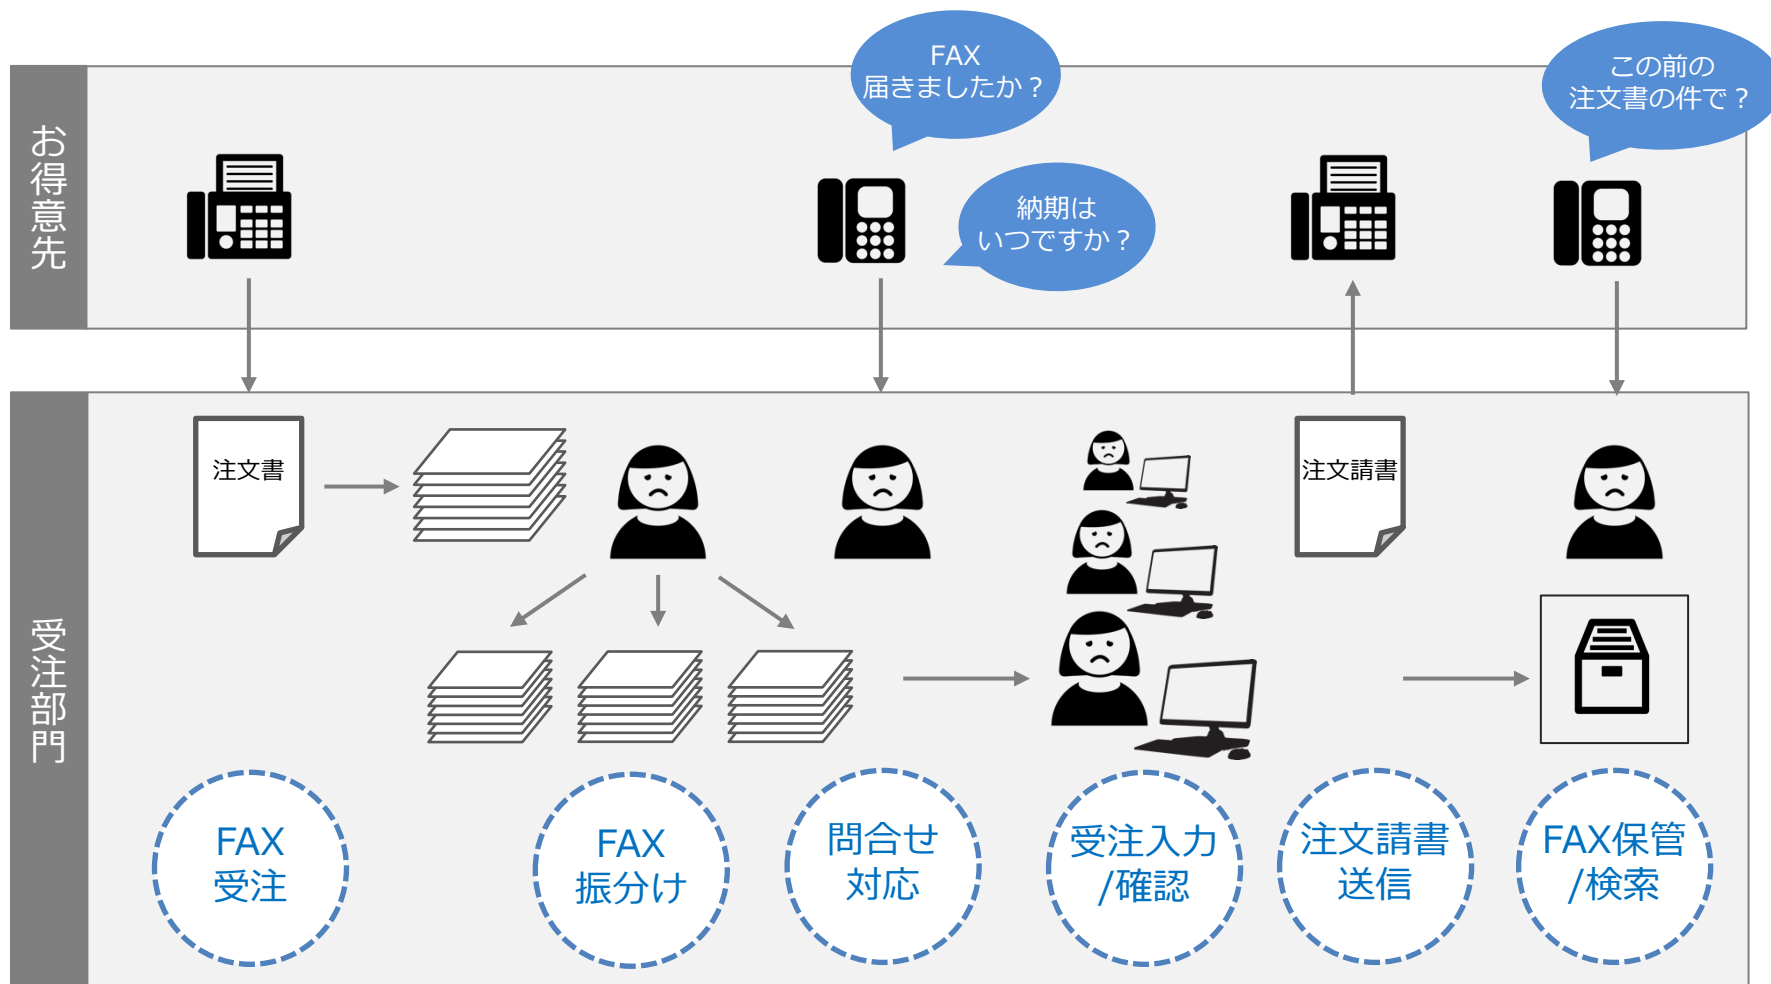 お得意先
FAX
届きましたか？
納期は
いつですか？
この前の
注文書の件で？
受注部門
注文書
注文請書
FAX
受注
FAX
振分け
問合せ
対応
受注入力
/確認
注文請書
送信
FAX保管
/検索